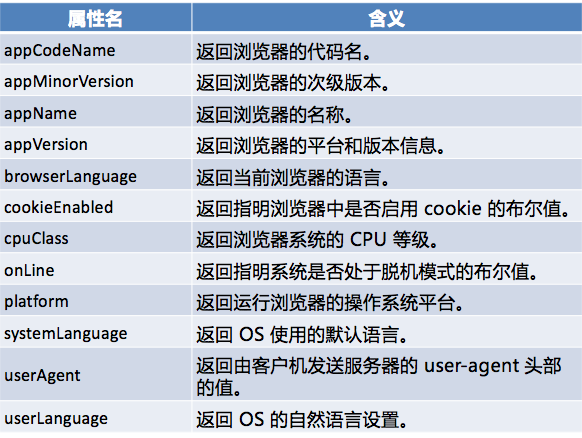 属性名 含义
appCodeName 返回浏览器的代码名。
appMinorVersion 返回浏览器的次级版本。
appName 返回浏览器的名称。
appVersion 返回浏览器的平台和版本信息。
browserLanguage 返回当前浏览器的语言。
cookieEnabled 返回指明浏览器中是否启用 cookie 的布尔值。
cpuClass 返回浏览器系统的 CPU 等级。
onLine 返回指明系统是否处于脱机模式的布尔值。
platform 返回运行浏览器的操作系统平台。
systemLanguage 返回 OS 使用的默认语言。
userAgent 返回由客户机发送服务器的 user-agent 头部
的值。
userLanguage 返回 OS 的自然语言设置。